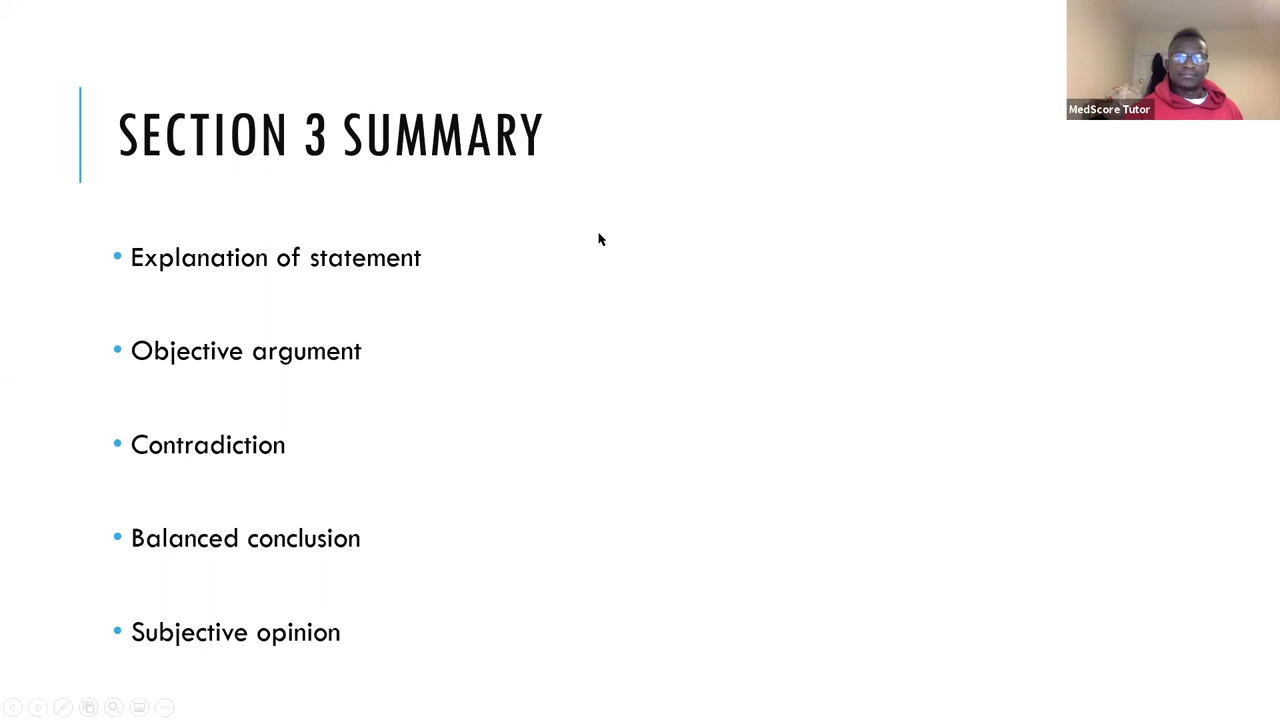 SECTION 3 SUMMARY
• Explanation of statement
• Objective argument
• Contradiction
• Balanced conclusion
• Subjective opinion
MedScore Tutor